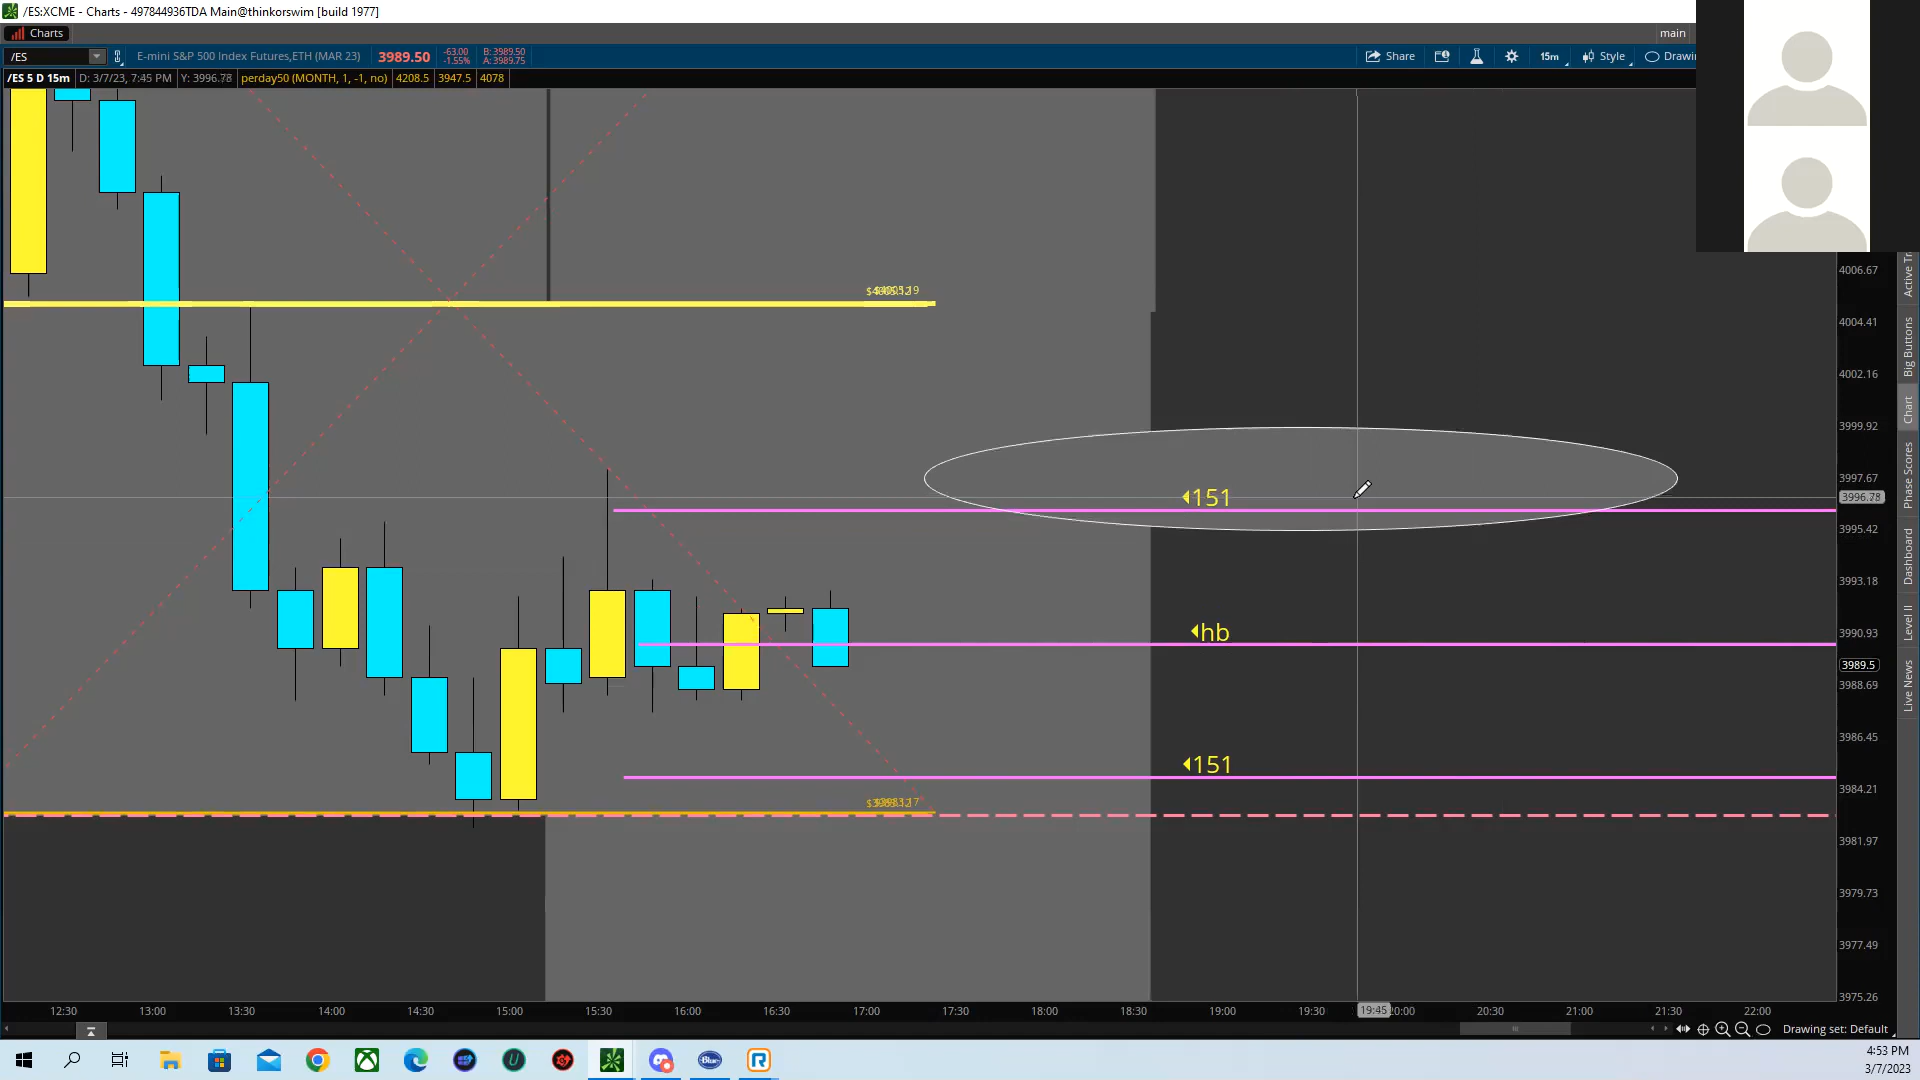 /ES:XCME - Charts - 497844936TDA Main@thinkorswim [build 1977]
Charts
main
/ES
E-mini S&P 500 Index Futures,ETH (MAR 23)
3989.50
-63.00
-1.55%
B: 3989.50
A: 3989.75
Share
15m
Style
Drawin
/ES 5 D 15m
D: 3/7/23, 7:45 PM
Y: 3996.78
perday50 (MONTH, 1, -1, no)
4208.5
3947.5
4078
151
hb
151
4006.67
4004.41
4002.16
3999.92
3997.67
3996.78
3995.42
3993.18
3990.93
3989.5
3988.69
3986.45
3984.21
3981.97
3979.73
3977.49
3975.26
Active Tr
Big Buttons
Chart
Phase Scores
Dashboard
Level II
Live News
12:30
13:00
13:30
14:00
14:30
15:00
15:30
16:00
16:30
17:00
17:30
18:00
18:30
19:00
19:30
19:45
20:30
21:00
21:30
22:00
Drawing set: Default
Blue
4:53 PM
3/7/2023